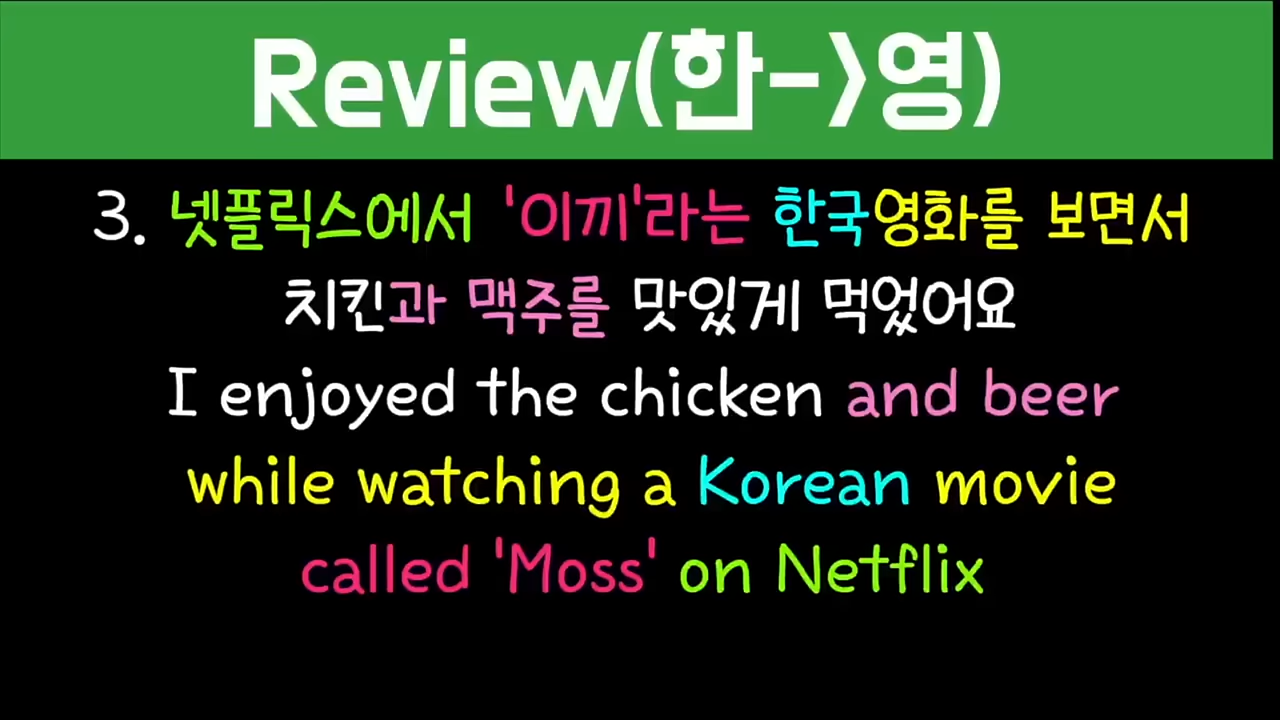 Review(한->영)
3. 넷플릭스에서 '이끼'라는 한국영화를 보면서
치킨과 맥주를 맛있게 먹었어요
I enjoyed the chicken and beer
while watching a Korean movie
called 'Moss' on Netflix